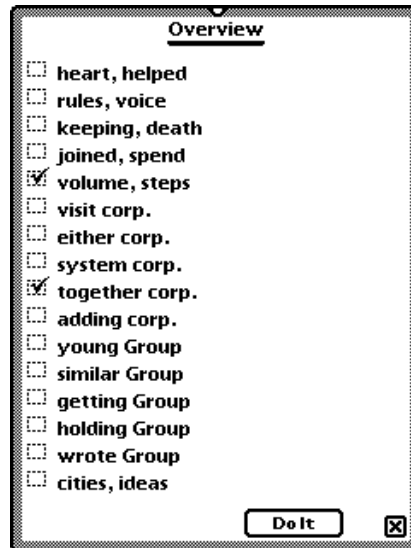 Overview
heart, helped
rules, voice
keeping, death
joined, spend
volume, steps
visit corp.
either corp.
system corp.
together corp.
adding corp.
young Group
similar Group
getting Group
holding Group
wrote Group
cities, ideas
Do It